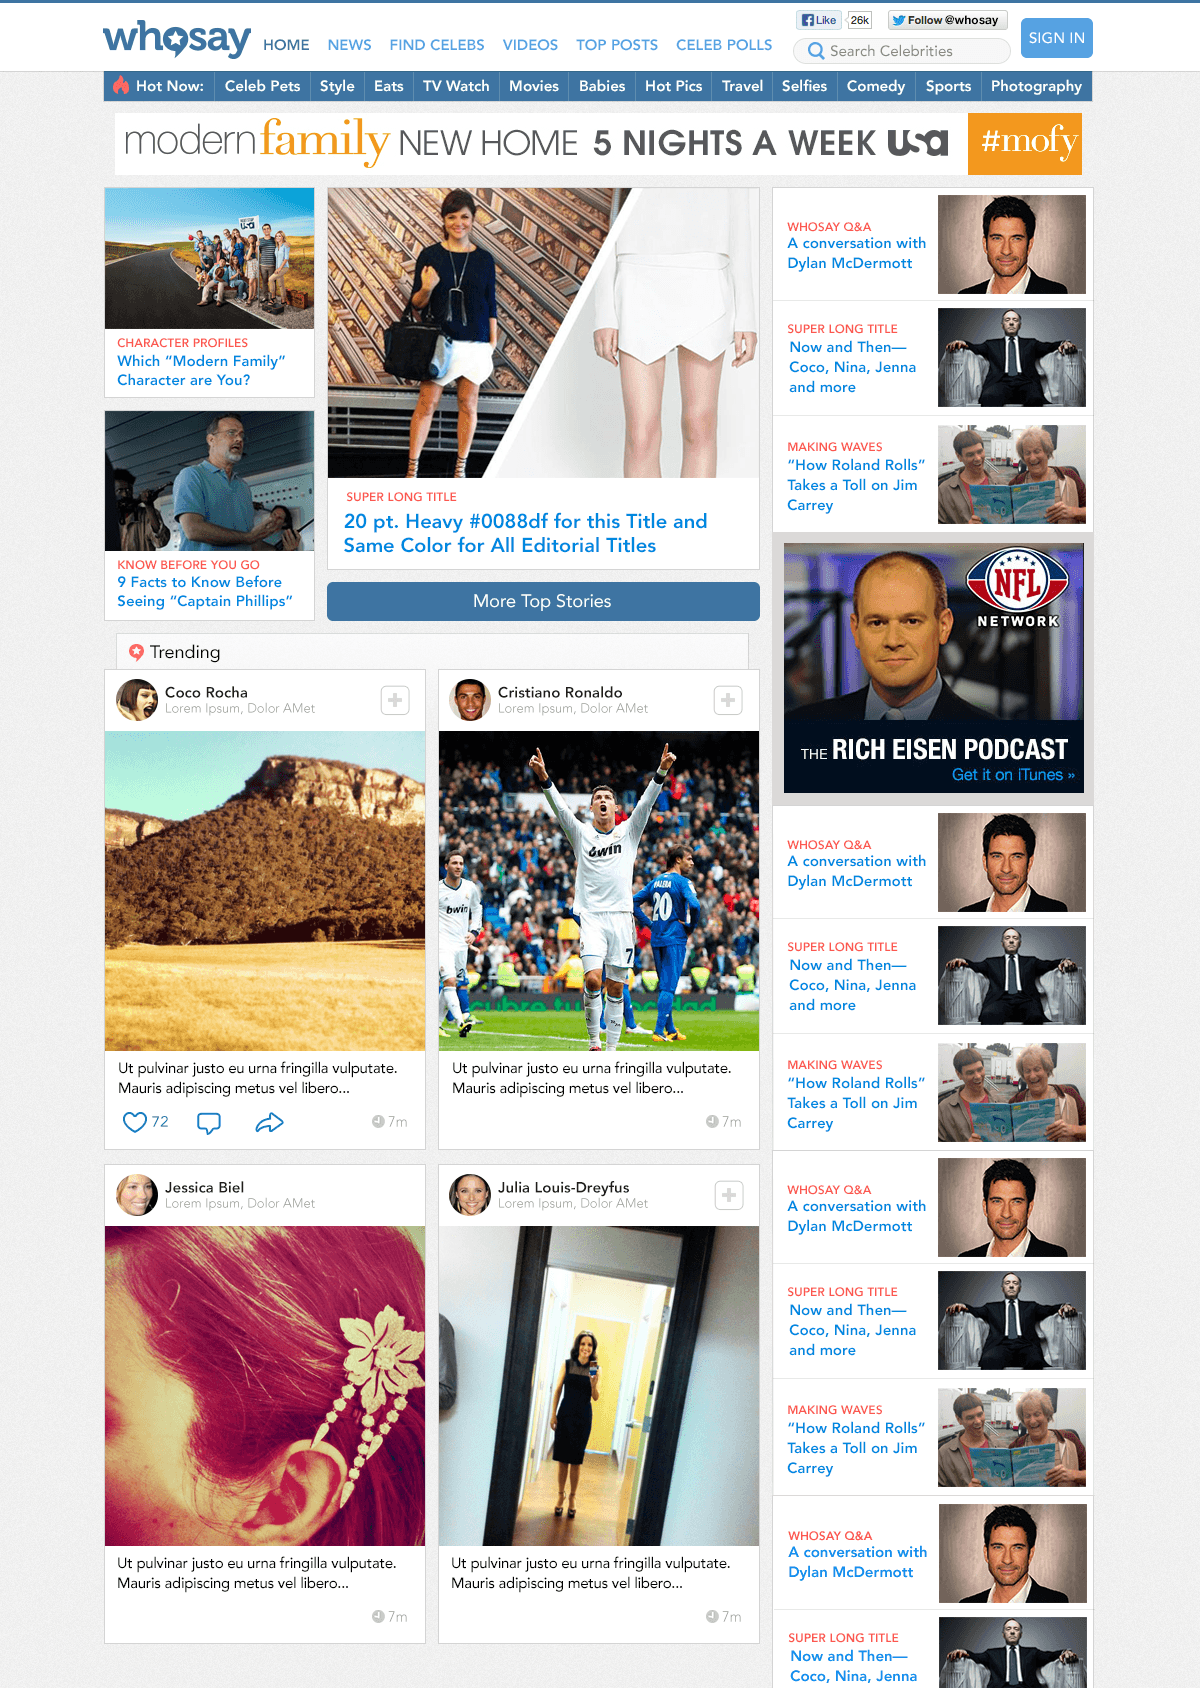 whosay
HOME NEWS FIND CELEBS VIDEOS TOP POSTS CELEB POLLS
Like 26k
Follow @whosay
Search Celebrities
SIGN IN
Hot Now: Celeb Pets Style Eats TV Watch Movies Babies Hot Pics Travel Selfies Comedy Sports Photography
modern family NEW HOME 5 NIGHTS A WEEK usa #mofy
usa
CHARACTER PROFILES
Which “Modern Family”
Character are You?
KNOW BEFORE YOU GO
9 Facts to Know Before
Seeing “Captain Phillips”
SUPER LONG TITLE
20 pt. Heavy #0088df for this Title and
Same Color for All Editorial Titles
More Top Stories
Trending
Coco Rocha
Lorem Ipsum, Dolor AMet
Ut pulvinar justo eu urna fringilla vulputate.
Mauris adipiscing metus vel libero...
72
7m
Cristiano Ronaldo
Lorem Ipsum, Dolor AMet
bwin
bwin
VALERA
20
7
cubre tu
Ut pulvinar justo eu urna fringilla vulputate.
Mauris adipiscing metus vel libero...
7m
Jessica Biel
Lorem Ipsum, Dolor AMet
Ut pulvinar justo eu urna fringilla vulputate.
Mauris adipiscing metus vel libero...
7m
Julia Louis-Dreyfus
Lorem Ipsum, Dolor AMet
Ut pulvinar justo eu urna fringilla vulputate.
Mauris adipiscing metus vel libero...
7m
WHOSAY Q&A
A conversation with
Dylan McDermott
SUPER LONG TITLE
Now and Then—
Coco, Nina, Jenna
and more
MAKING WAVES
“How Roland Rolls”
Takes a Toll on Jim
Carrey
NFL
NETWORK
THE RICH EISEN PODCAST
Get it on iTunes »
WHOSAY Q&A
A conversation with
Dylan McDermott
SUPER LONG TITLE
Now and Then—
Coco, Nina, Jenna
and more
MAKING WAVES
“How Roland Rolls”
Takes a Toll on Jim
Carrey
WHOSAY Q&A
A conversation with
Dylan McDermott
SUPER LONG TITLE
Now and Then—
Coco, Nina, Jenna
and more
MAKING WAVES
“How Roland Rolls”
Takes a Toll on Jim
Carrey
WHOSAY Q&A
A conversation with
Dylan McDermott
SUPER LONG TITLE
Now and Then—
Coco, Nina, Jenna